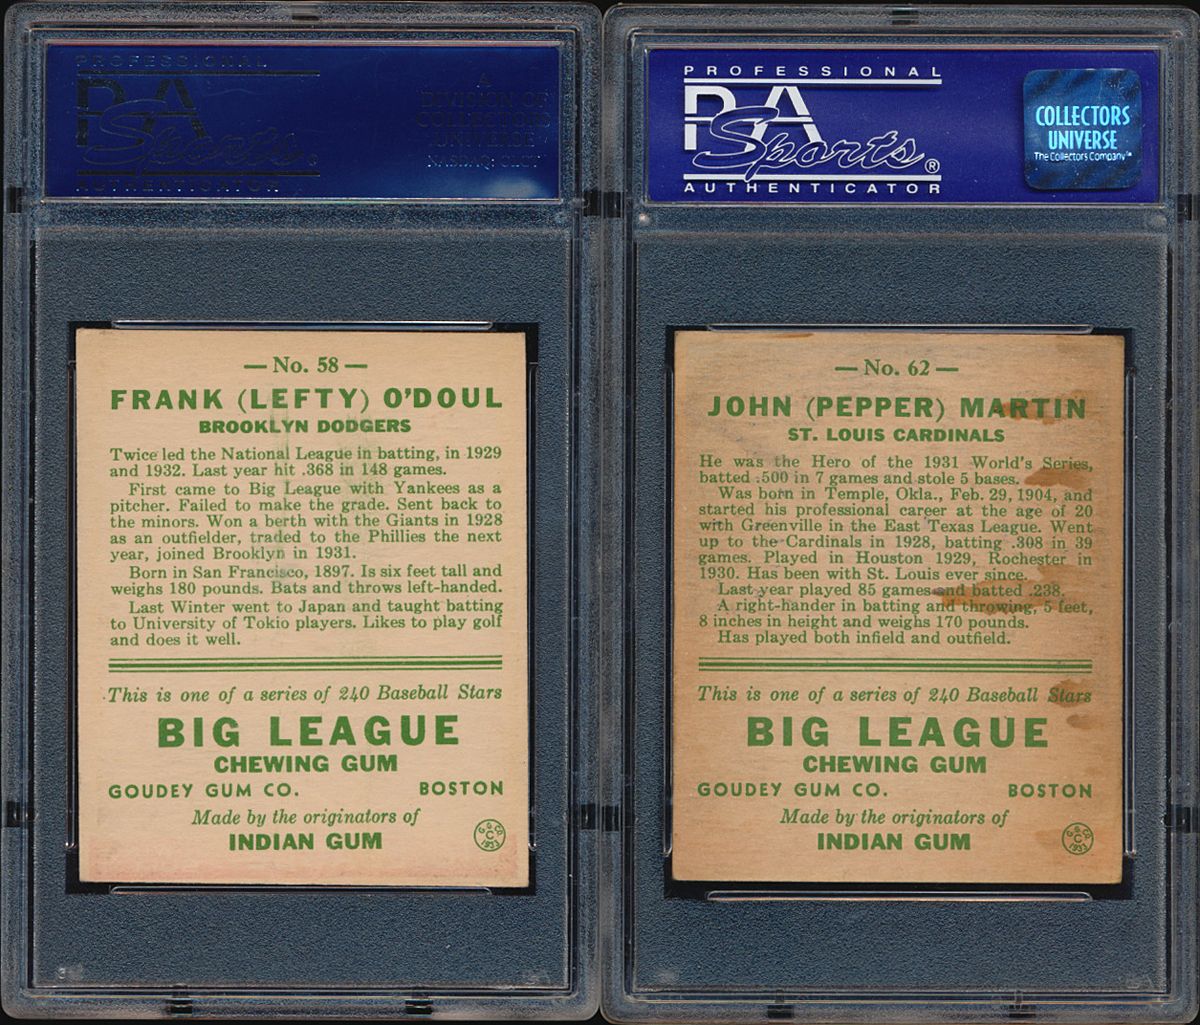 PROFESSIONAL
PSA
Sports
AUTHENTICATOR
A
DIVISION OF
COLLECTORS
UNIVERSE
NASDAQ: CLCT
— No. 58 —
FRANK (LEFTY) O'DOUL
BROOKLYN DODGERS
Twice led the National League in batting, in 1929
and 1932. Last year hit .368 in 148 games.
First came to Big League with Yankees as a
pitcher. Failed to make the grade. Sent back to
the minors. Won a berth with the Giants in 1928
as an outfielder, traded to the Phillies the next
year, joined Brooklyn in 1931.
Born in San Francisco, 1897. Is six feet tall and
weighs 180 pounds. Bats and throws left-handed.
Last Winter went to Japan and taught batting
to University of Tokio players. Likes to play golf
and does it well.
This is one of a series of 240 Baseball Stars
BIG LEAGUE
CHEWING GUM
GOUDEY GUM CO. BOSTON
Made by the originators of
INDIAN GUM
G. G. CO.
C
1933
PROFESSIONAL
PSA
Sports®
AUTHENTICATOR
COLLECTORS
UNIVERSE
The Collectors Company™
— No. 62 —
JOHN (PEPPER) MARTIN
ST. LOUIS CARDINALS
He was the Hero of the 1931 World's Series,
batted .500 in 7 games and stole 5 bases.
Was born in Temple, Okla., Feb. 29, 1904, and
started his professional career at the age of 20
with Greenville in the East Texas League. Went
up to the Cardinals in 1928, batting .308 in 39
games. Played in Houston 1929, Rochester in
1930. Has been with St. Louis ever since.
Last year played 85 games and batted .238.
A right-hander in batting and throwing, 5 feet,
8 inches in height and weighs 170 pounds.
Has played both infield and outfield.
This is one of a series of 240 Baseball Stars
BIG LEAGUE
CHEWING GUM
GOUDEY GUM CO. BOSTON
Made by the originators of
INDIAN GUM
G. G. CO.
C
1933